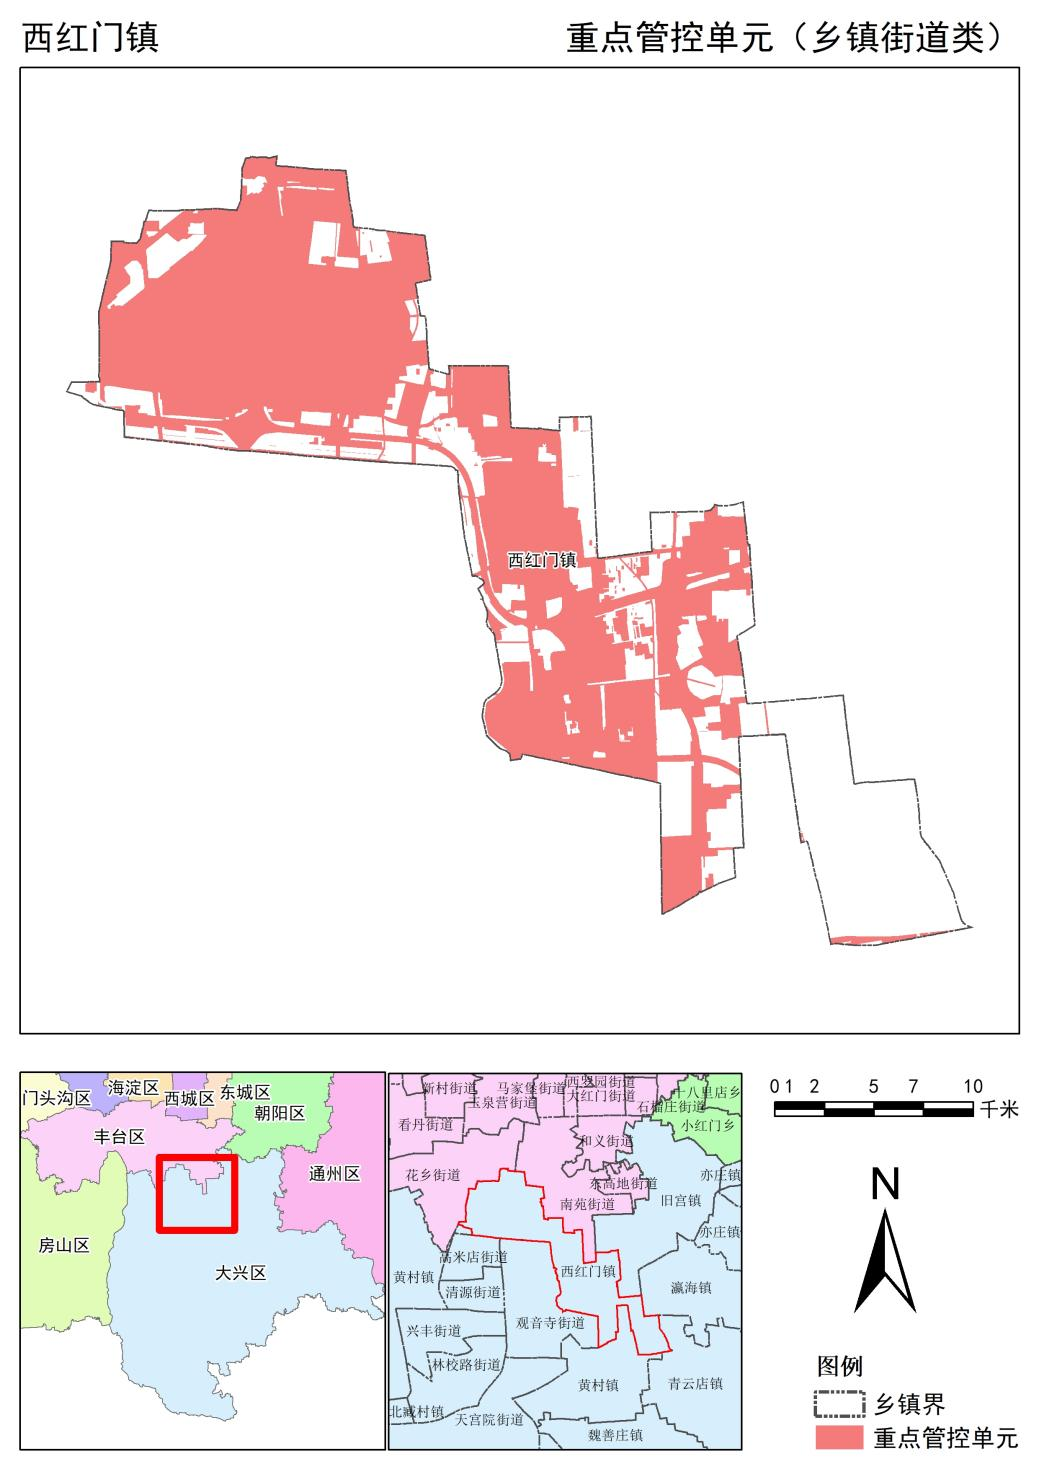 西红门镇
重点管控单元（乡镇街道类）
西红门镇
门头沟区
海淀区
西城区
东城区
朝阳区
丰台区
通州区
房山区
大兴区
新村街道
马家堡街道
西罗园街道
玉泉营街道
大红门街道
十八里店乡
石榴庄街道
小红门乡
看丹街道
和义街道
花乡街道
东高地街道
亦庄镇
南苑街道
旧宫镇
亦庄镇
高米店街道
西红门镇
黄村镇
清源街道
瀛海镇
兴丰街道
观音寺街道
林校路街道
黄村镇
青云店镇
北臧村镇
天宫院街道
魏善庄镇
0 1 2 5 7 10
千米
N
图例
乡镇界
重点管控单元